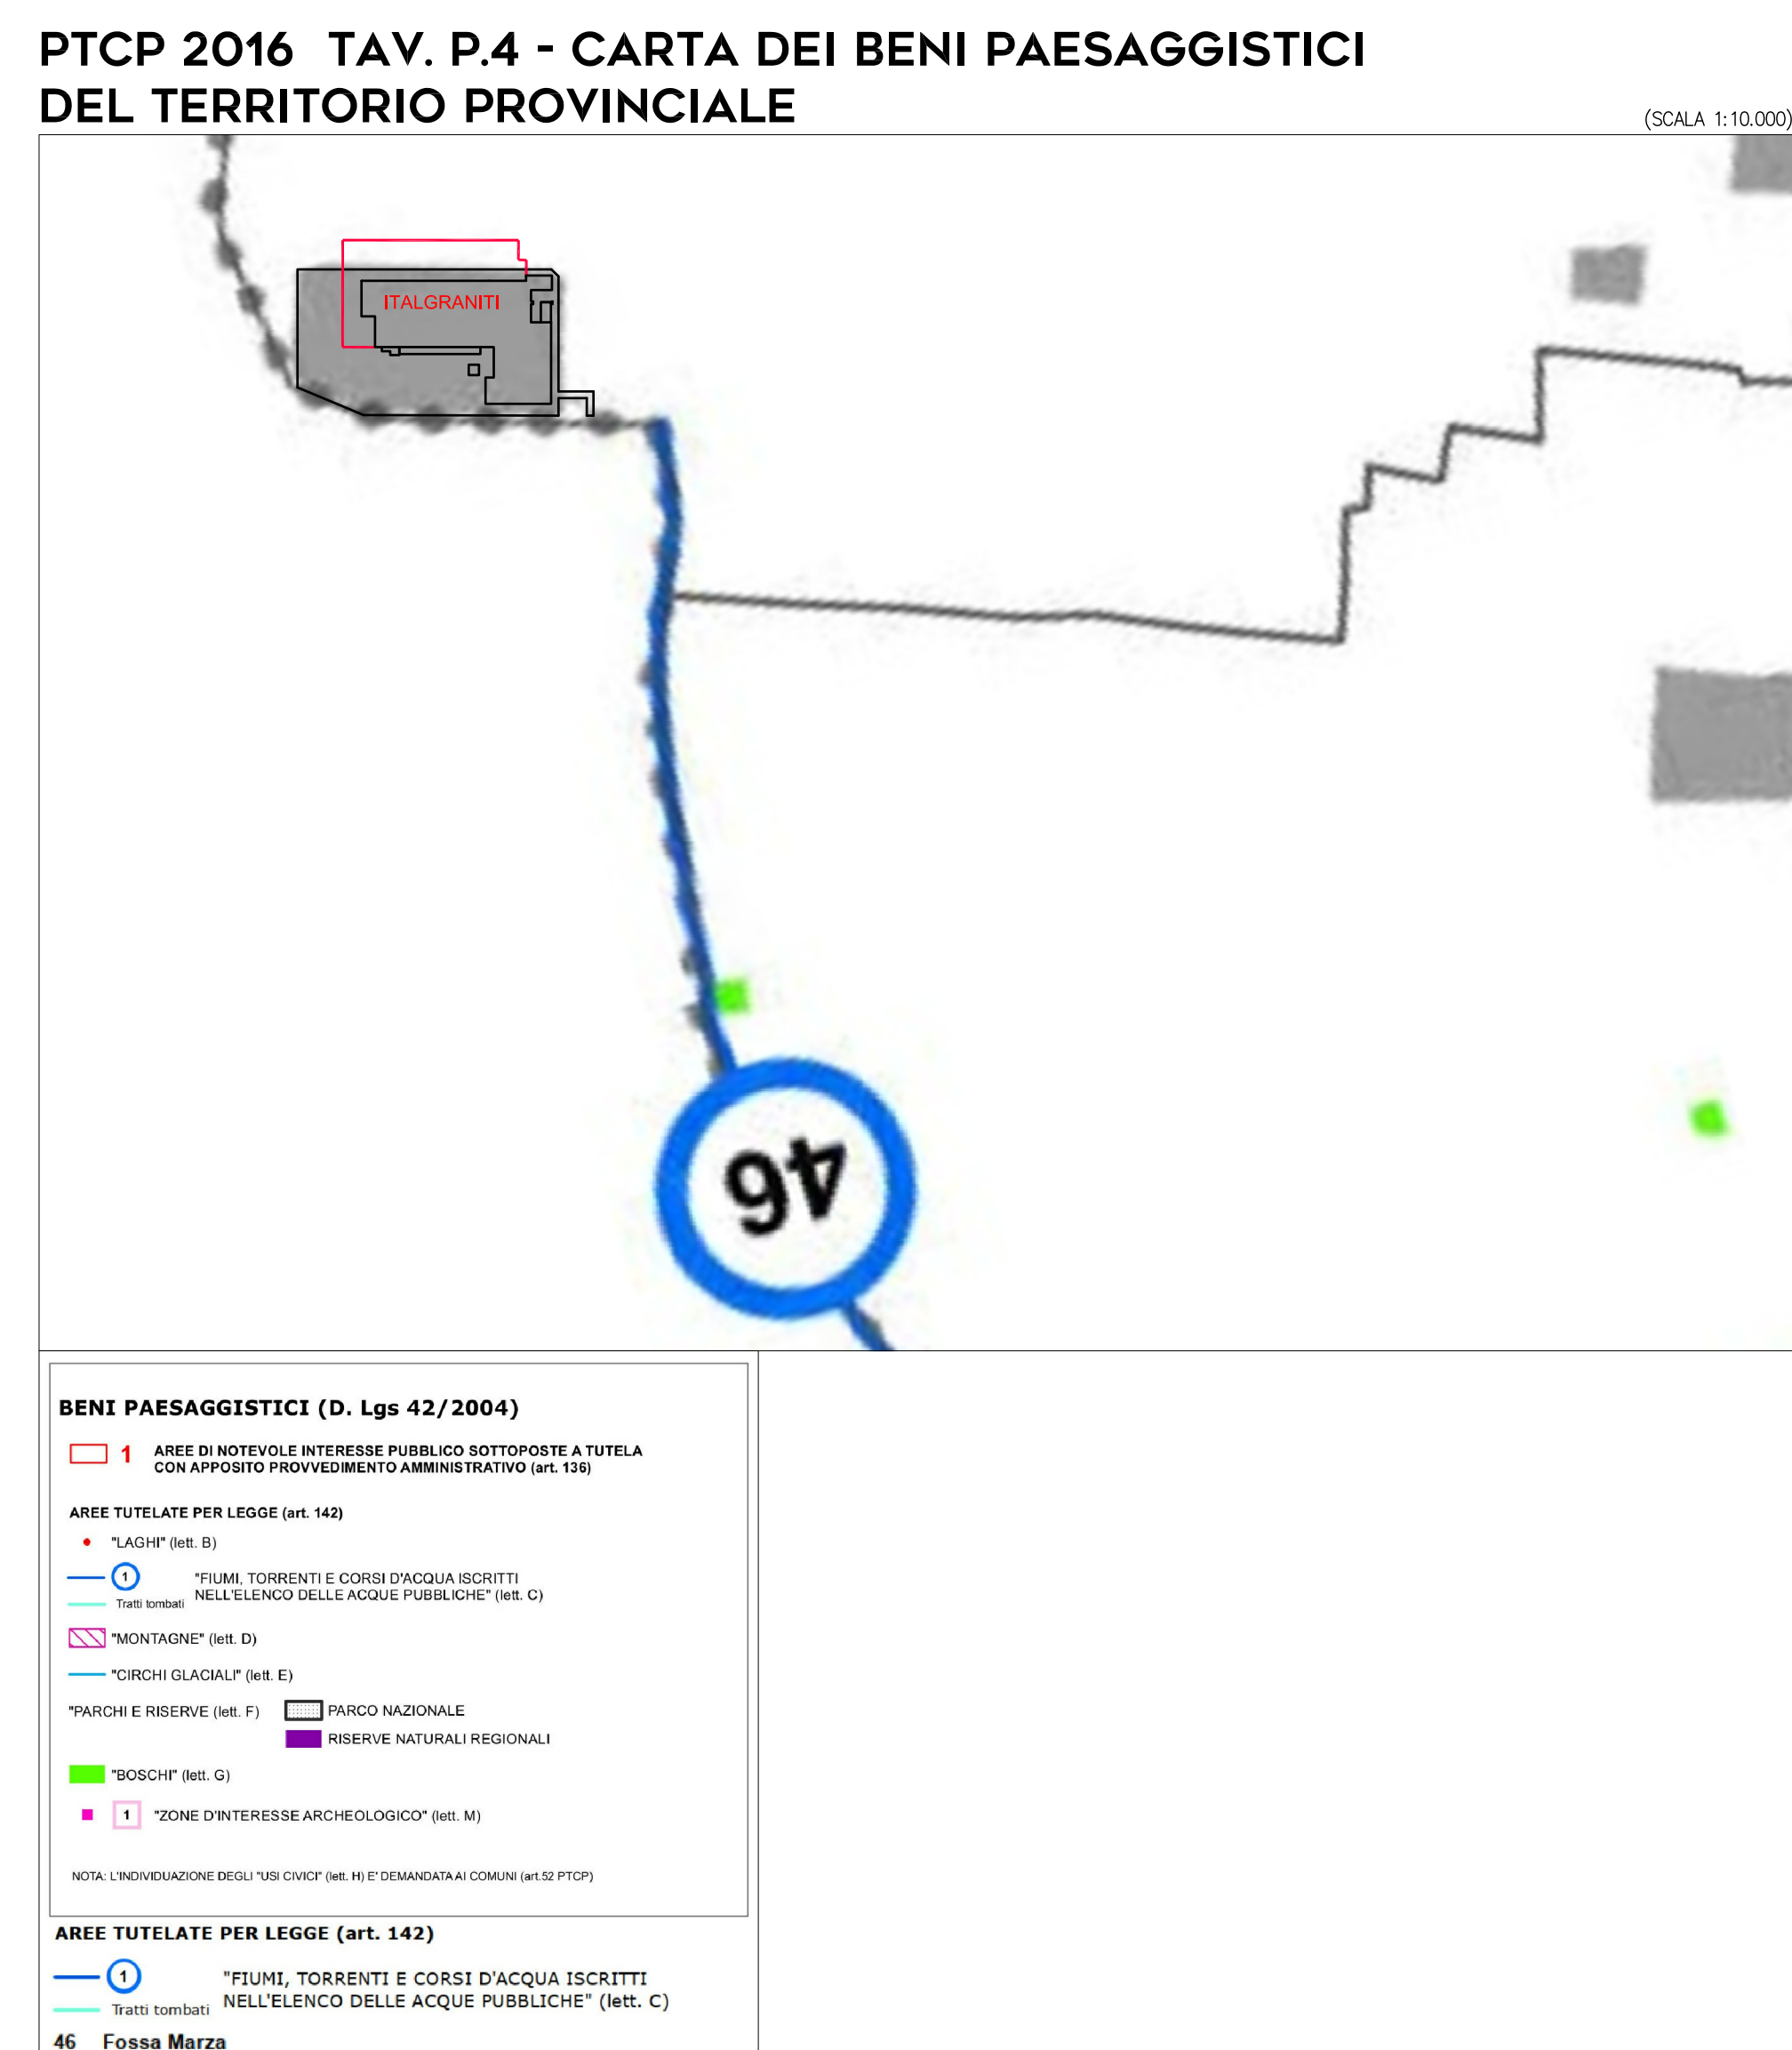 PTCP 2016 TAV. P.4 - CARTA DEI BENI PAESAGGISTICI
DEL TERRITORIO PROVINCIALE
(SCALA 1:10.000)
ITALGRANITI
46
BENI PAESAGGISTICI (D. Lgs 42/2004)
1 AREE DI NOTEVOLE INTERESSE PUBBLICO SOTTOPOSTE A TUTELA
CON APPOSITO PROVVEDIMENTO AMMINISTRATIVO (art. 136)
AREE TUTELATE PER LEGGE (art. 142)
"LAGHI" (lett. B)
1 "FIUMI, TORRENTI E CORSI D'ACQUA ISCRITTI
NELL'ELENCO DELLE ACQUE PUBBLICHE" (lett. C)
Tratti tombati
"MONTAGNE" (lett. D)
"CIRCHI GLACIALI" (lett. E)
"PARCHI E RISERVE (lett. F) PARCO NAZIONALE
RISERVE NATURALI REGIONALI
"BOSCHI" (lett. G)
1 "ZONE D'INTERESSE ARCHEOLOGICO" (lett. M)
NOTA: L'INDIVIDUAZIONE DEGLI "USI CIVICI" (lett. H) E' DEMANDATA AI COMUNI (art.52 PTCP)
AREE TUTELATE PER LEGGE (art. 142)
1 "FIUMI, TORRENTI E CORSI D'ACQUA ISCRITTI
NELL'ELENCO DELLE ACQUE PUBBLICHE" (lett. C)
Tratti tombati
46 Fossa Marza